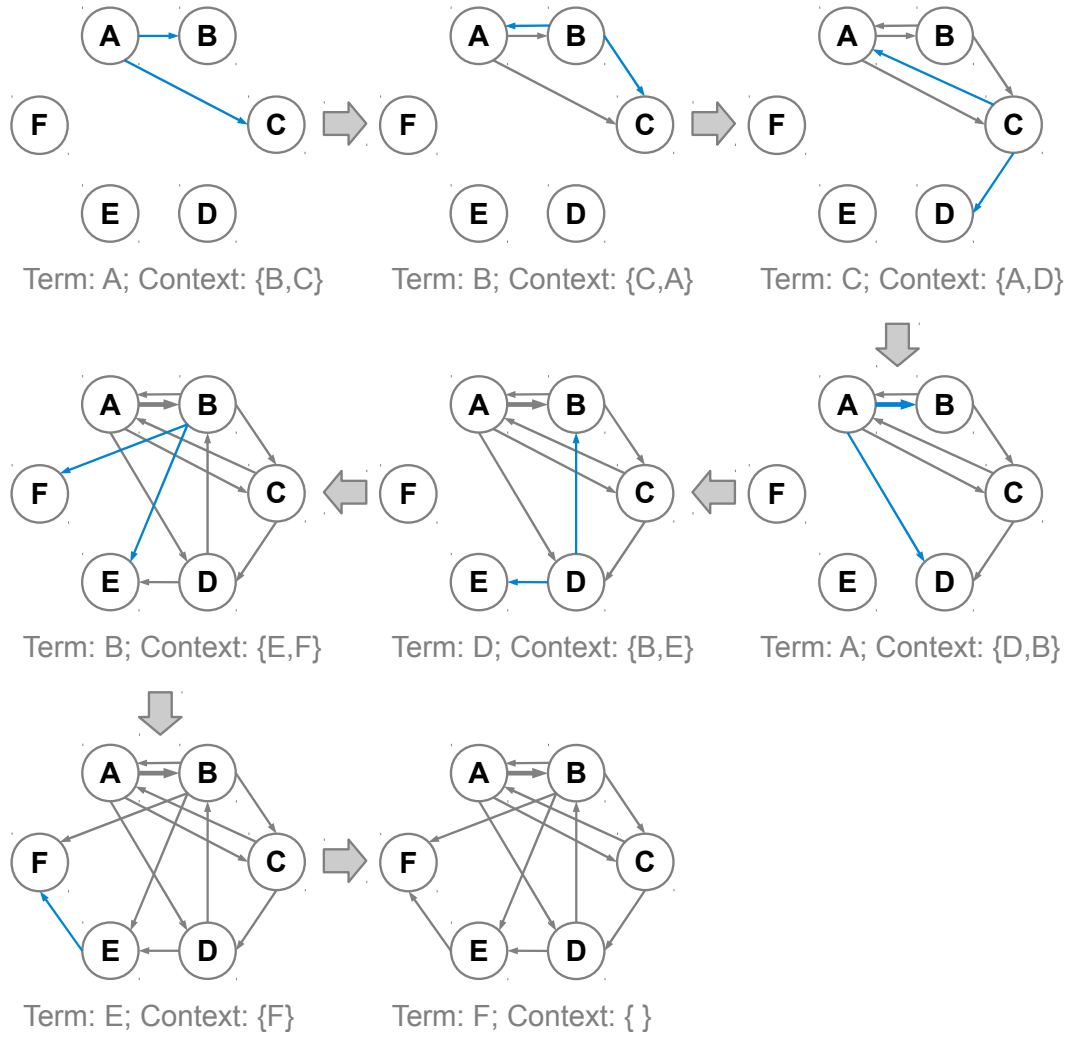 A B
F C
E D
Term: A; Context: {B,C}
A B
F C
E D
Term: B; Context: {C,A}
A B
F C
E D
Term: C; Context: {A,D}
A B
F C
E D
Term: A; Context: {D,B}
A B
F C
E D
Term: D; Context: {B,E}
A B
F C
E D
Term: B; Context: {E,F}
A B
F C
E D
Term: E; Context: {F}
A B
F C
E D
Term: F; Context: { }